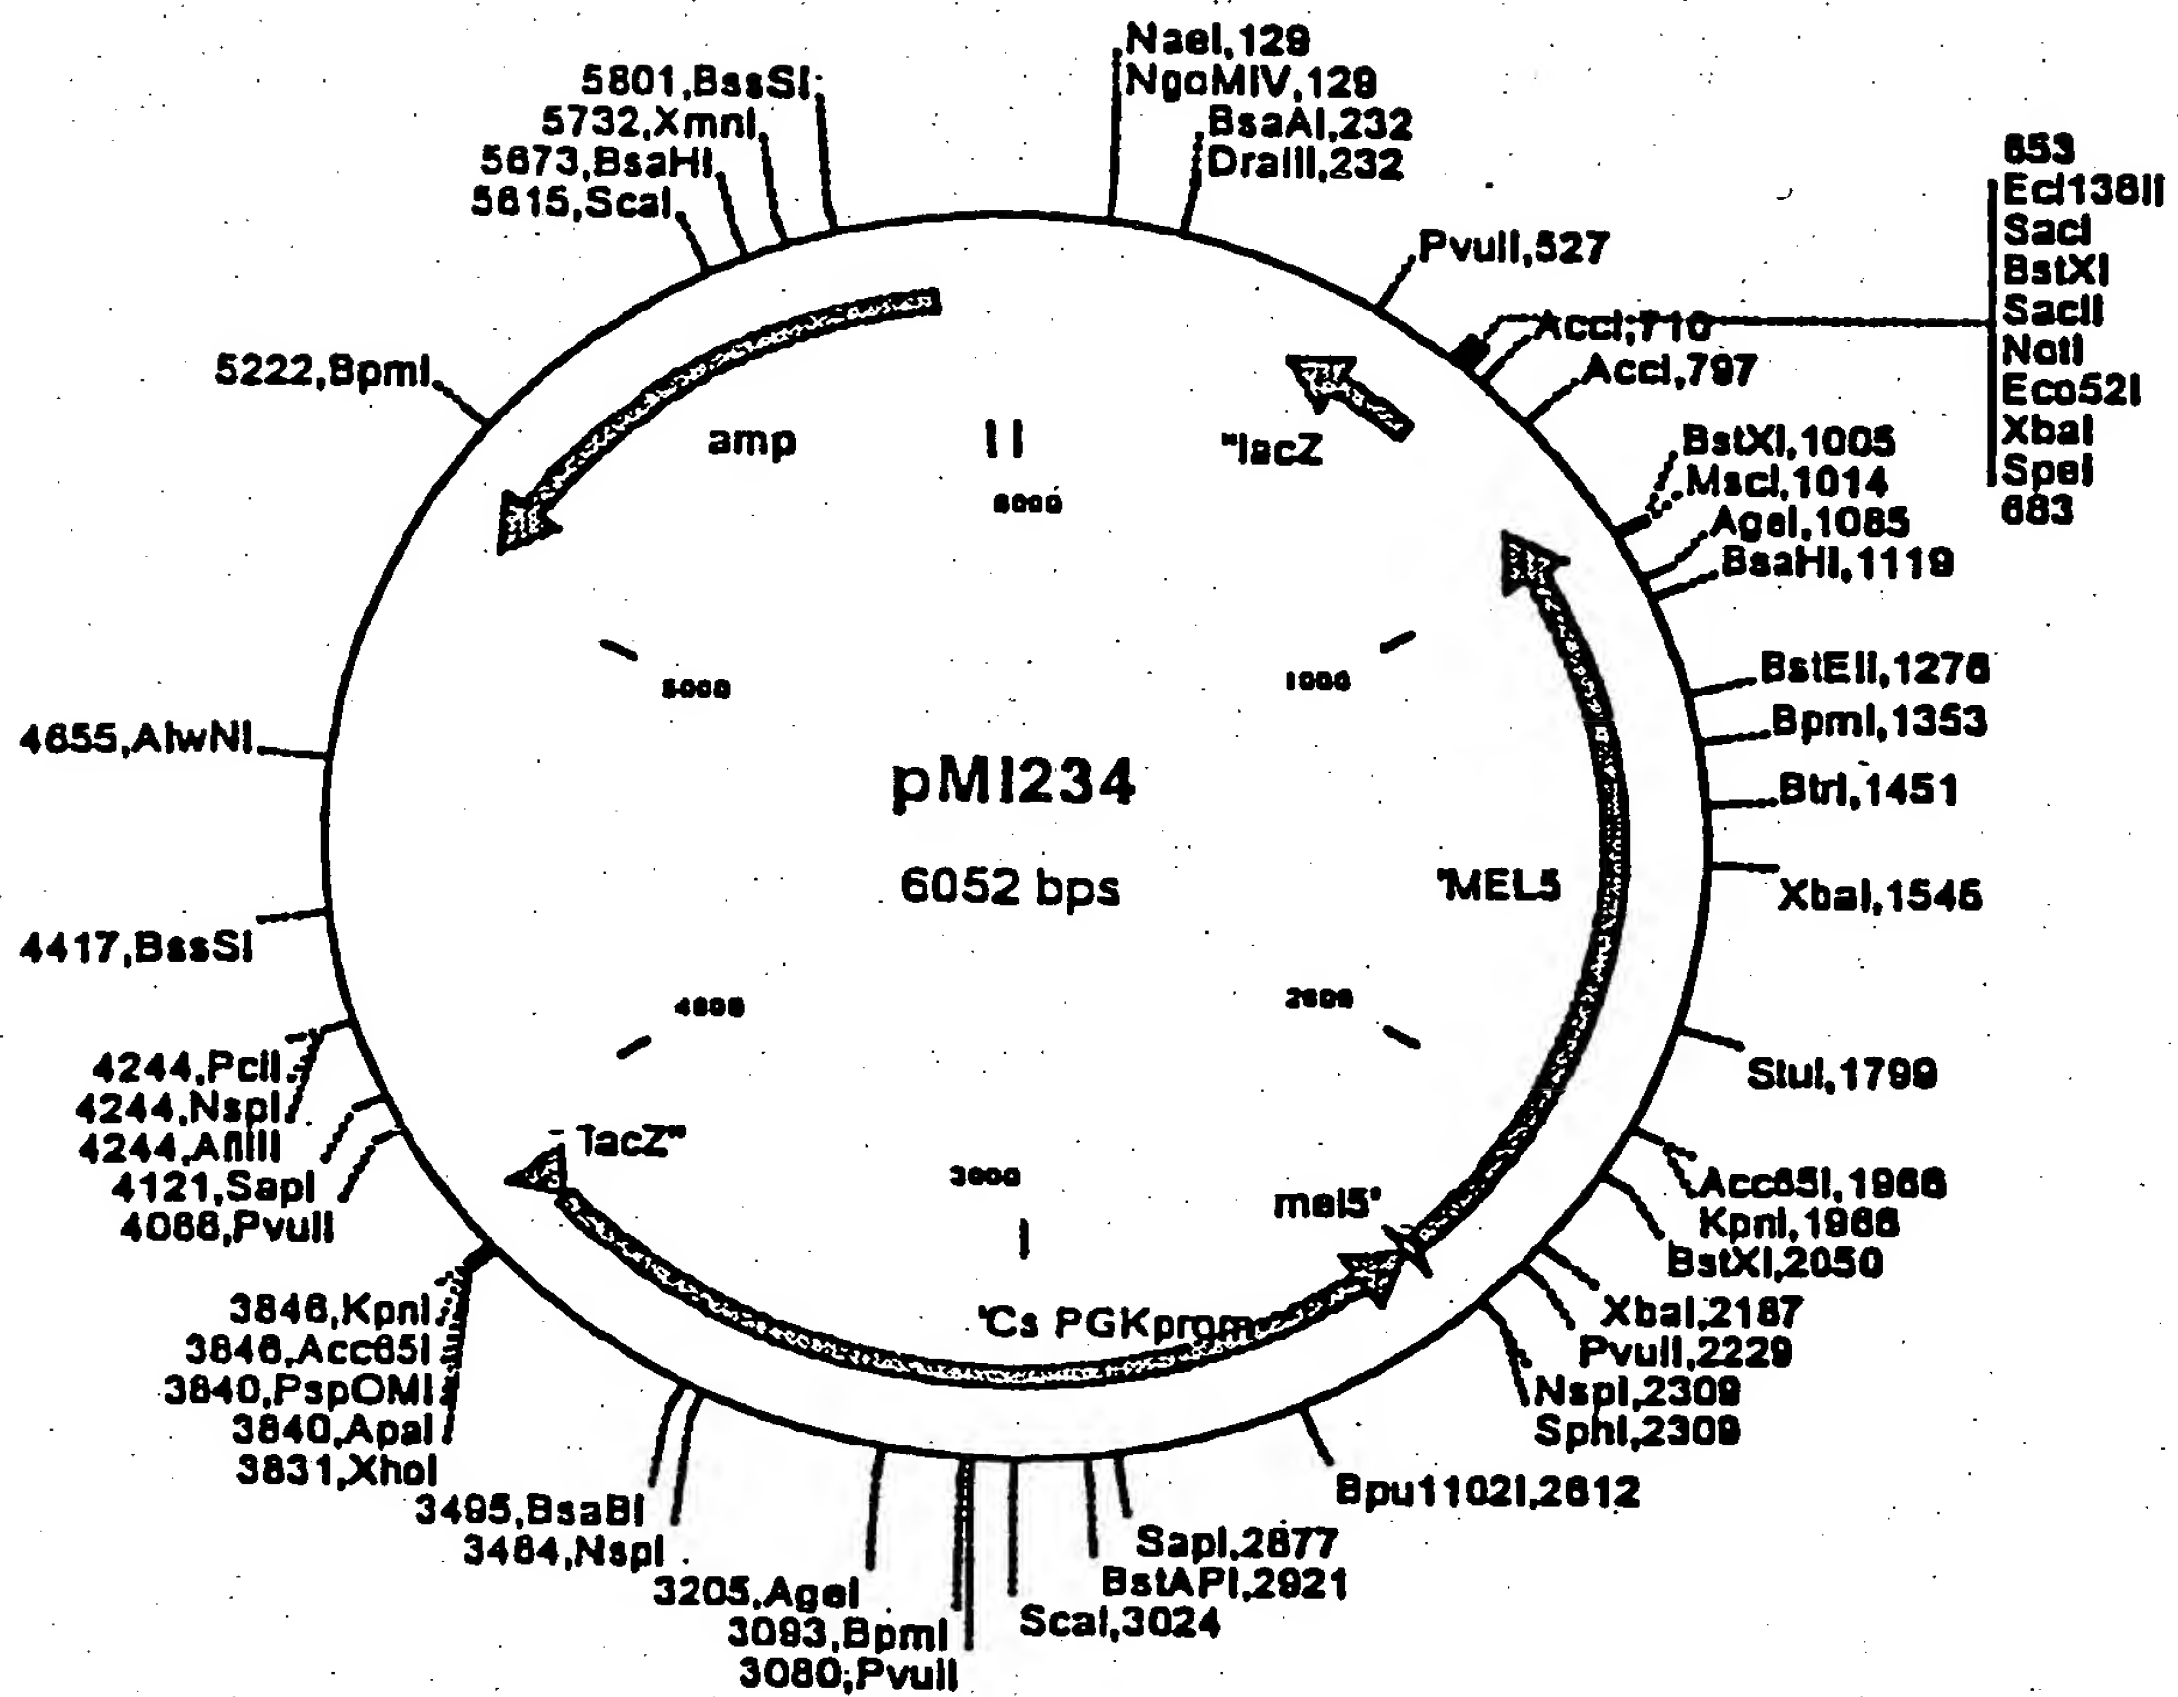 NaeI,129
NgoMIV,129
BsaAI,232
DraIII,232
PvuII,527
653
Ecl136II
SacI
BstXI
SacII
NotI
Eco52I
XbaI
SpeI
683
AccI,710
AccI,797
BstXI,1005
MscI,1014
AgeI,1085
BsaHI,1119
BstEII,1276
BpmI,1353
BtrI,1451
XbaI,1546
StuI,1799
Acc65I,1966
KpnI,1966
BstXI,2050
XbaI,2187
PvuII,2229
NspI,2309
SphI,2309
Bpu1102I,2612
SapI,2877
BstAPI,2921
ScaI,3024
3080,PvuII
3093,BpmI
3205,AgeI
3484,NspI
3495,BsaBI
3831,XhoI
3840,ApaI
3840,PspOMI
3846,Acc65I
3846,KpnI
4066,PvuII
4121,SapI
4244,AflIII
4244,NspI
4244,PciI
4417,BssSI
4655,AlwNI
5222,BpmI
5615,ScaI
5673,BsaHI
5732,XmnI
5801,BssSI
amp
"lacZ
6000
5000
1000
pMI234
6052 bps
'MEL5
4000
2000
lacZ"
3000
mel5'
'Cs PGKprom